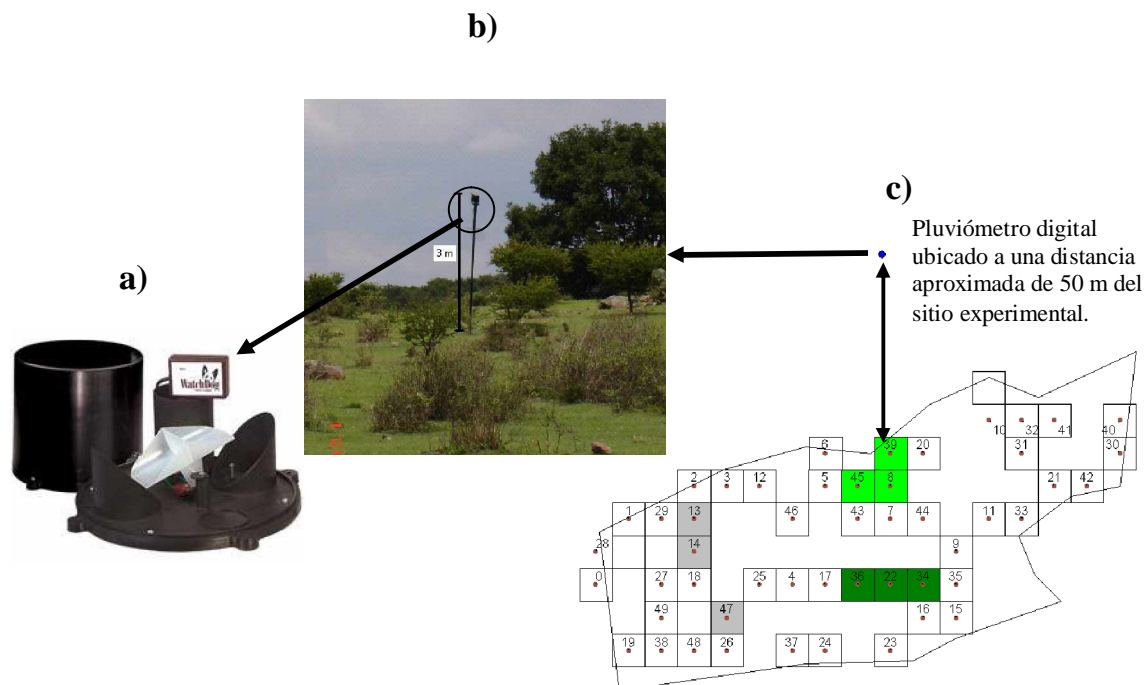 b)
c)
Pluviómetro digital
ubicado a una distancia
aproximada de 50 m del
sitio experimental.
3 m
a)
WatchDog
10 32 41 40
6 39 20 31 30
2 3 12 5 45 8 21 42
1 29 13 46 43 7 44 11 33
28 14 9
0 27 18 25 4 17 36 22 34 35
49 47 16 15
19 38 48 26 37 24 23